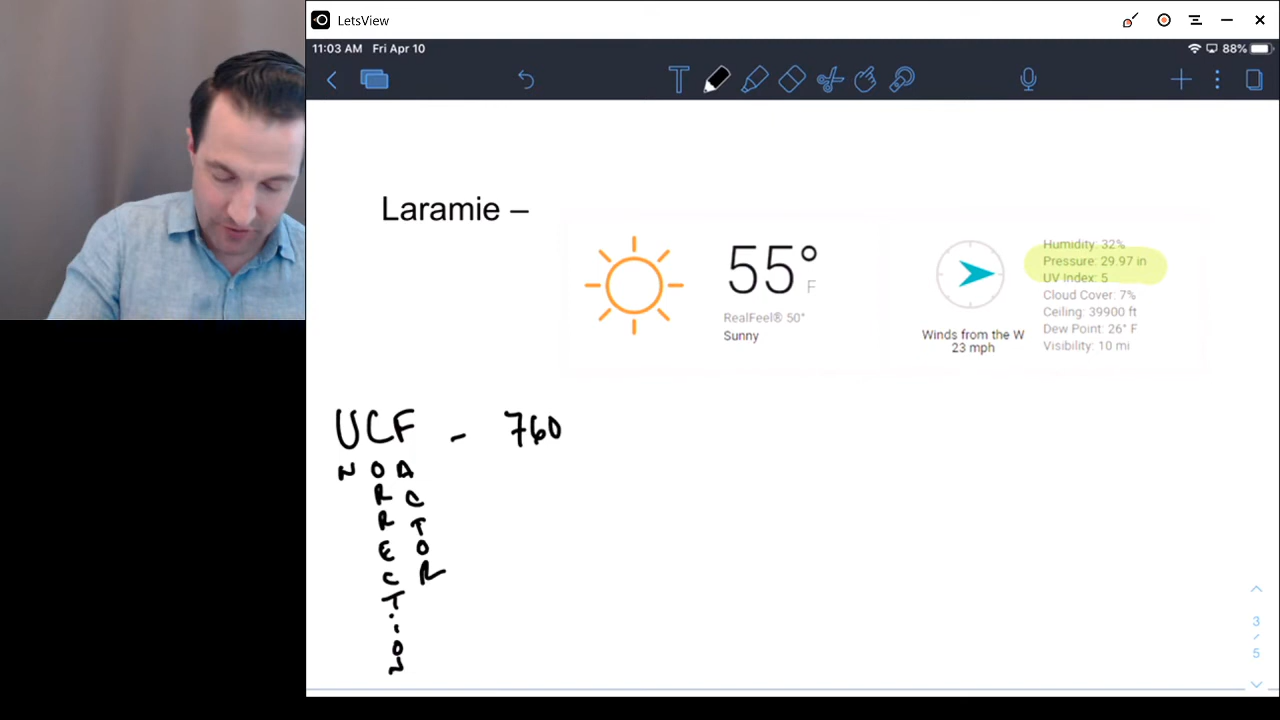 LetsView
11:03 AM Fri Apr 10
88%
T
Laramie –
55°
F
RealFeel® 50°
Sunny
Winds from the W
23 mph
Humidity: 32%
Pressure: 29.97 in
UV Index: 5
Cloud Cover: 7%
Ceiling: 39900 ft
Dew Point: 26° F
Visibility: 10 mi
UCF - 760
N O A
R C
R T
E O
C R
T
i
O
N
3
/
5